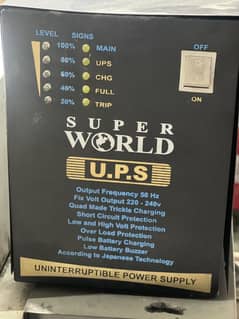 LEVEL SIGNS OFF
100% MAIN
80% UPS
60% CHG
40% FULL
20% TRIP
ON
SUPER
WORLD
U.P.S
Output Frequency 50 Hz
Fix Volt Output 220 - 240v
Quad Made Trickle Charging
Short Circuit Protection
Low and High Volt Protection
Over Load Protection
Pulse Battery Charging
Low Battery Buzzer
According to Japanese Technology
UNINTERRUPTIBLE POWER SUPPLY